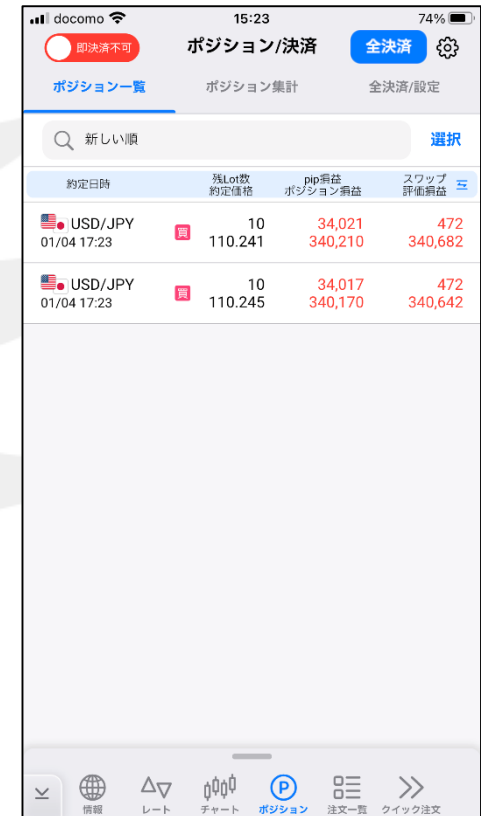 docomo 15:23 74%
即決済不可 ポジション/決済 全決済
ポジション一覧 ポジション集計 全決済/設定
新しい順 選択
約定日時 残Lot数 pip損益 スワップ
約定価格 ポジション損益 評価損益
USD/JPY 買 10 34,021 472
01/04 17:23 110.241 340,210 340,682
USD/JPY 買 10 34,017 472
01/04 17:23 110.245 340,170 340,642
P
情報 レート チャート ポジション 注文一覧 クイック注文